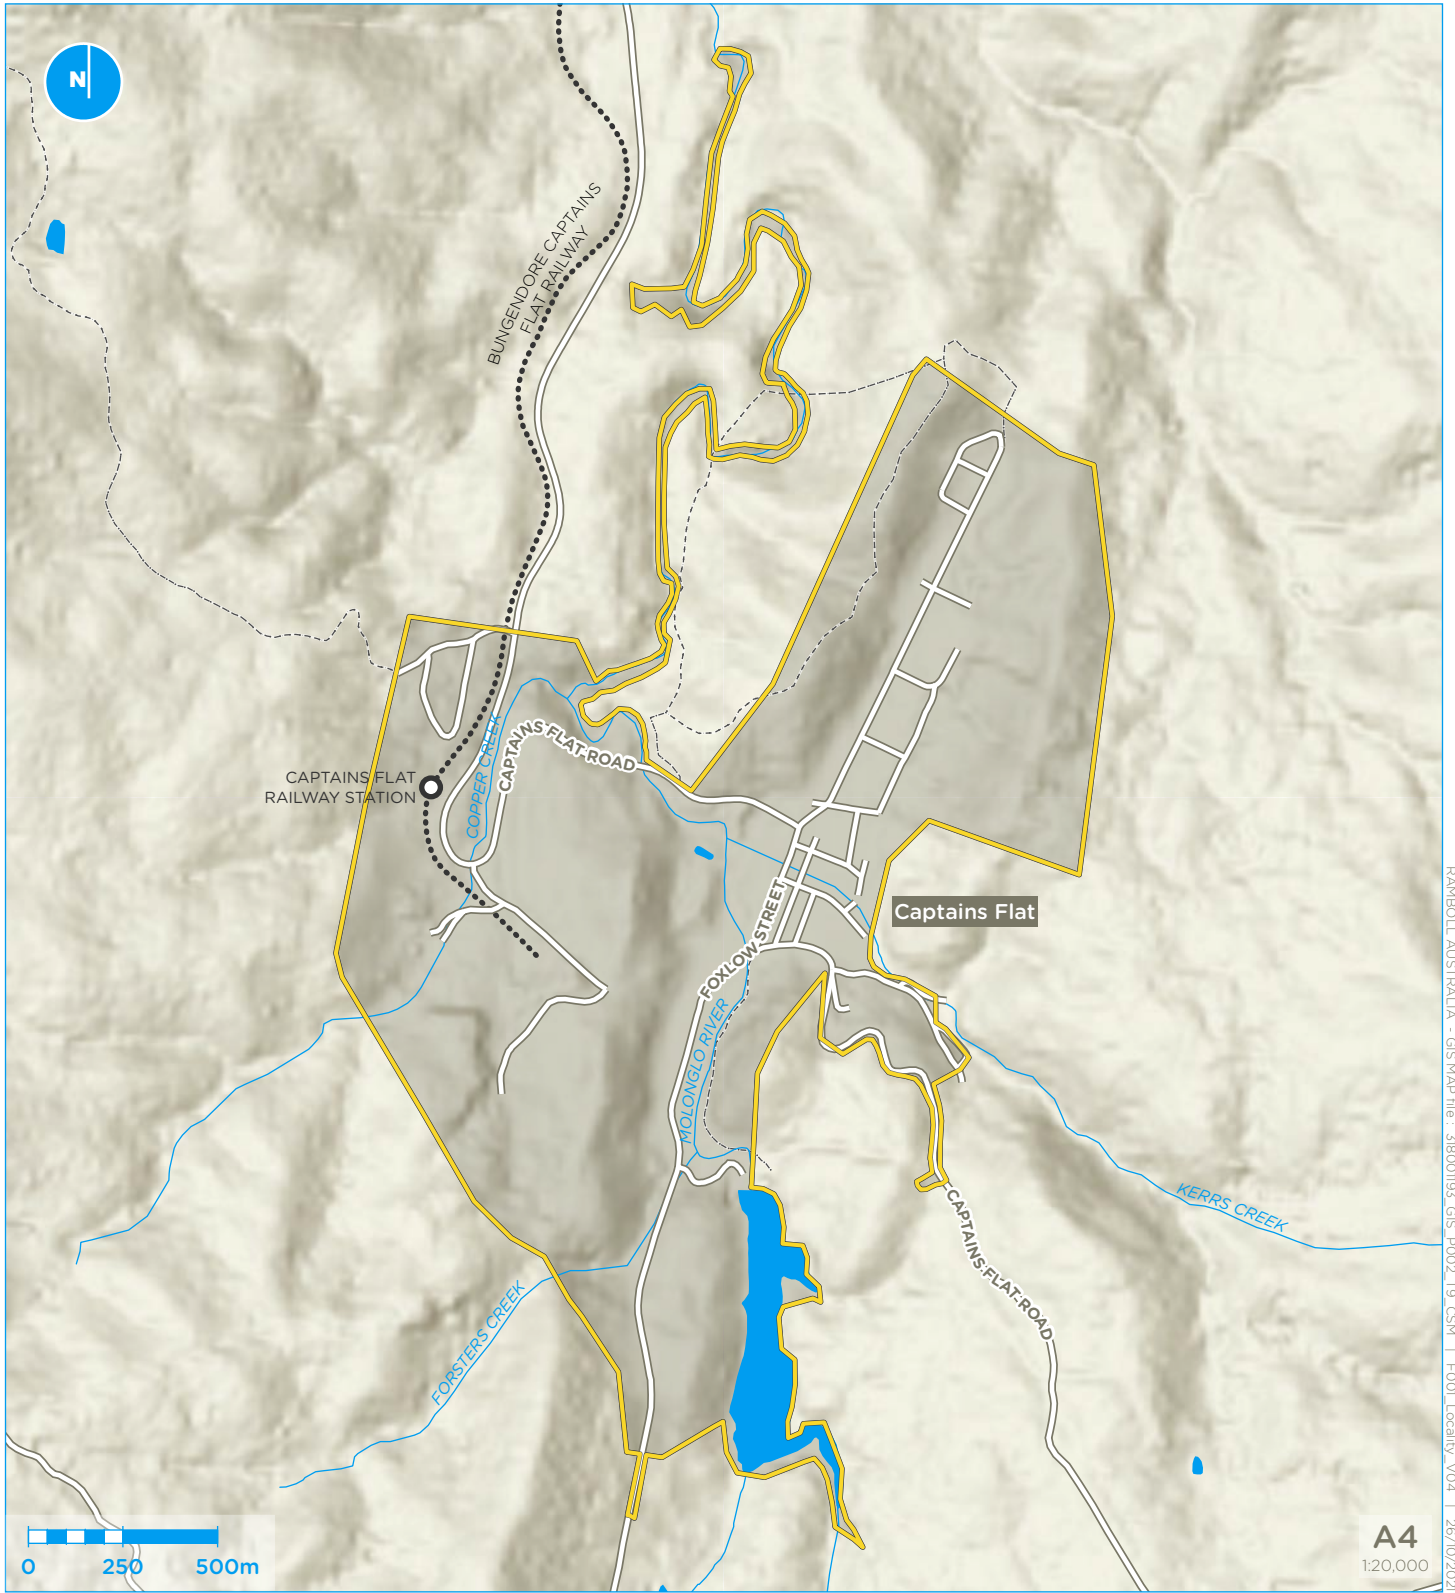 N
BUNGENDORE CAPTAINS
FLAT RAILWAY
CAPTAINS FLAT
RAILWAY STATION
COPPER CREEK
CAPTAINS FLAT ROAD
Captains Flat
FOXLOW STREET
MOLONGLO RIVER
KERRS CREEK
CAPTAINS FLAT ROAD
FORSTERS CREEK
0 250 500m
A4
1:20,000
RAMBOLL AUSTRALIA - GIS MAP file : 318001193_GIS_P002_T9_CSM | F001_Locality_V04 |